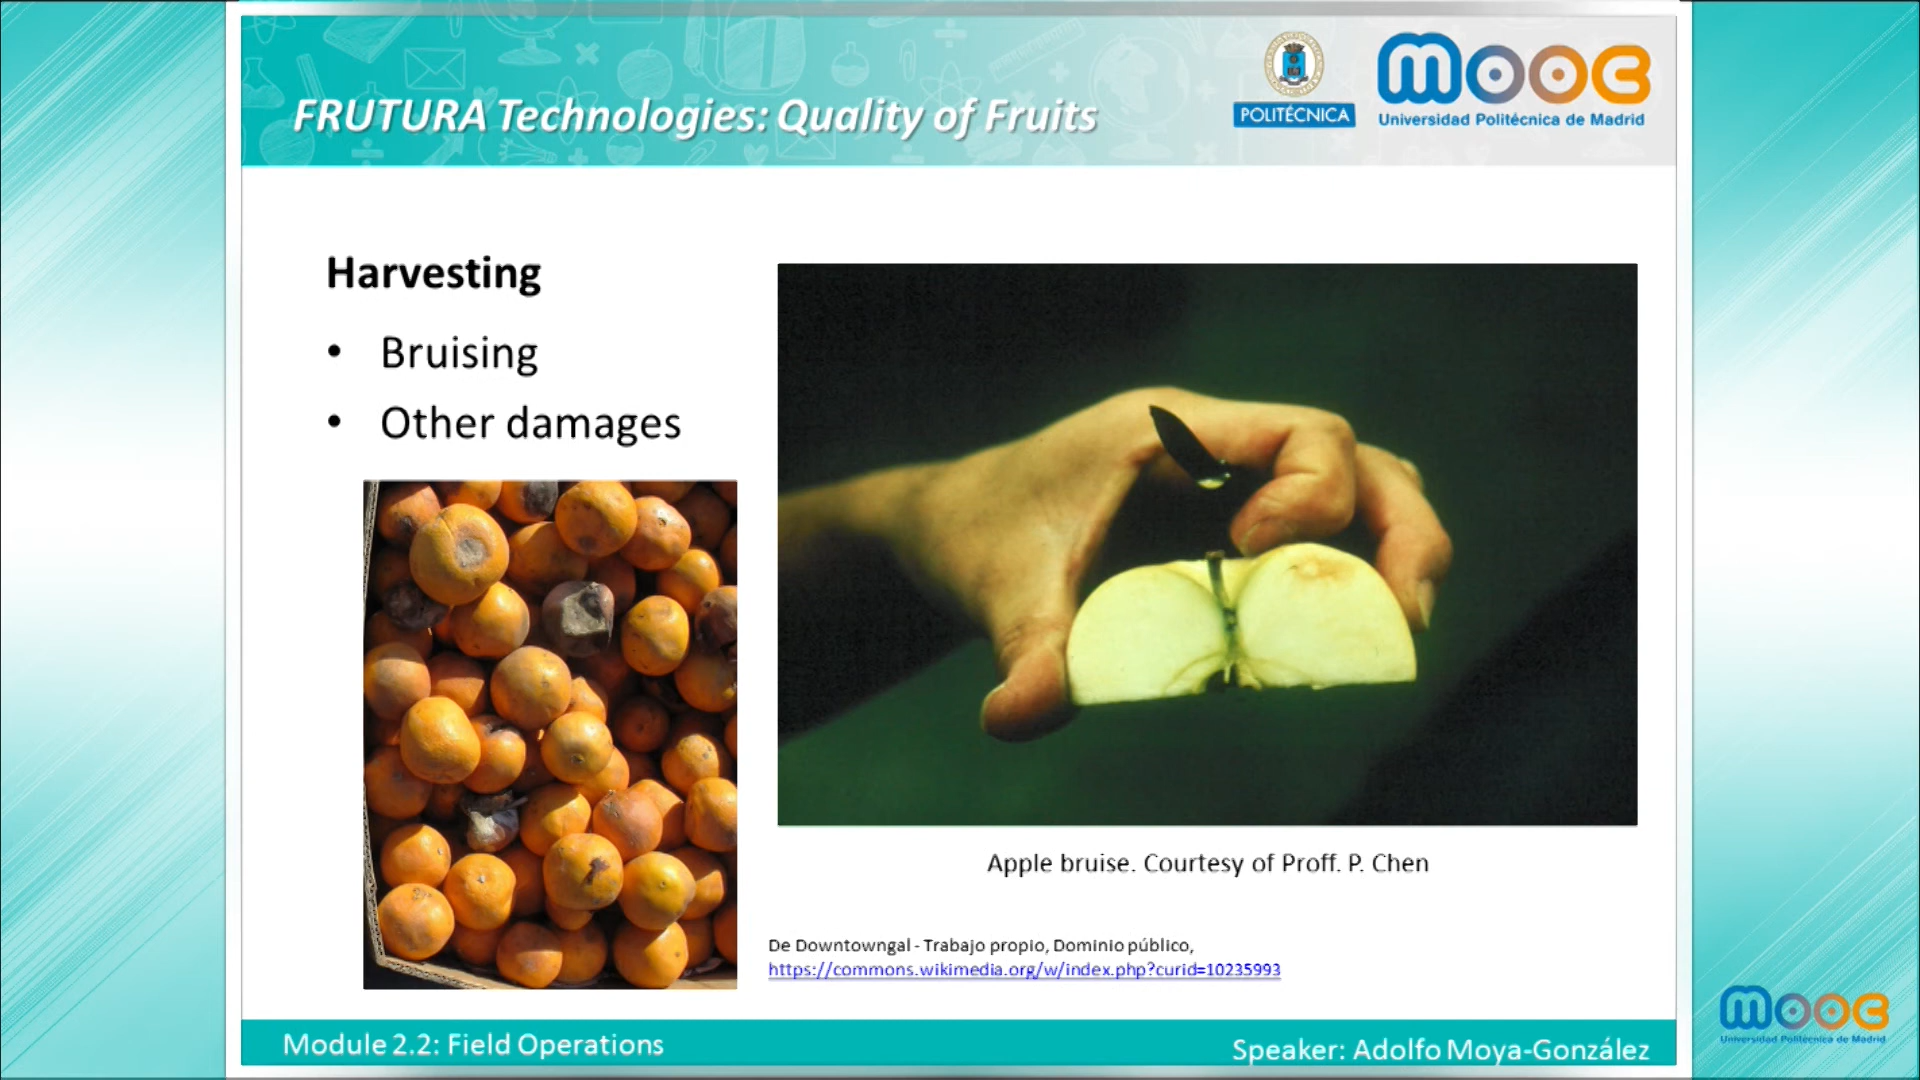 FRUTURA Technologies: Quality of Fruits
POLITÉCNICA
mooc
Universidad Politécnica de Madrid
Harvesting
• Bruising
• Other damages
Apple bruise. Courtesy of Proff. P. Chen
De Downtowngal - Trabajo propio, Dominio público,
https://commons.wikimedia.org/w/index.php?curid=10235993
Module 2.2: Field Operations
Speaker: Adolfo Moya-González
mooc
Universidad Politécnica de Madrid